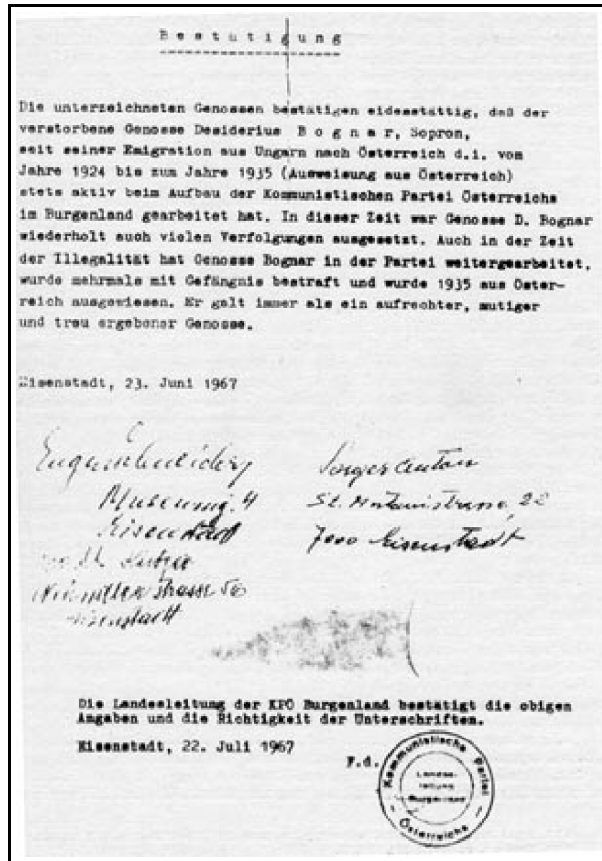 B e s t ä t i g u n g
Die unterzeichneten Genossen bestätigen eidesstättig, daß der
verstorbene Genosse Desiderius B o g n a r, Sopron,
seit seiner Emigration aus Ungarn nach Österreich d.i. vom
Jahre 1924 bis zum Jahre 1935 (Ausweisung aus Österreich)
stets aktiv beim Aufbau der Kommunistischen Partei Österreichs
im Burgenland gearbeitet hat. In dieser Zeit war Genosse D. Bognar
wiederholt auch vielen Verfolgungen ausgesetzt. Auch in der Zeit
der Illegalität hat Genosse Bognar in der Partei weitergearbeitet,
wurde mehrmals mit Gefängnis bestraft und wurde 1935 aus Öster-
reich ausgewiesen. Er galt immer als ein aufrechter, mutiger
und treu ergebener Genosse.
Eisenstadt, 23. Juni 1967
Museumg. 4
Eisenstadt
Eisenstadt
Anton
22
7000 Eisenstadt
Die Landesleitung der KPÖ Burgenland bestätigt die obigen
Angaben und die Richtigkeit der Unterschriften.
Eisenstadt, 22. Juli 1967
F.d.
Kommunistische Partei
Österreichs
Landes-
leitung
Burgenland